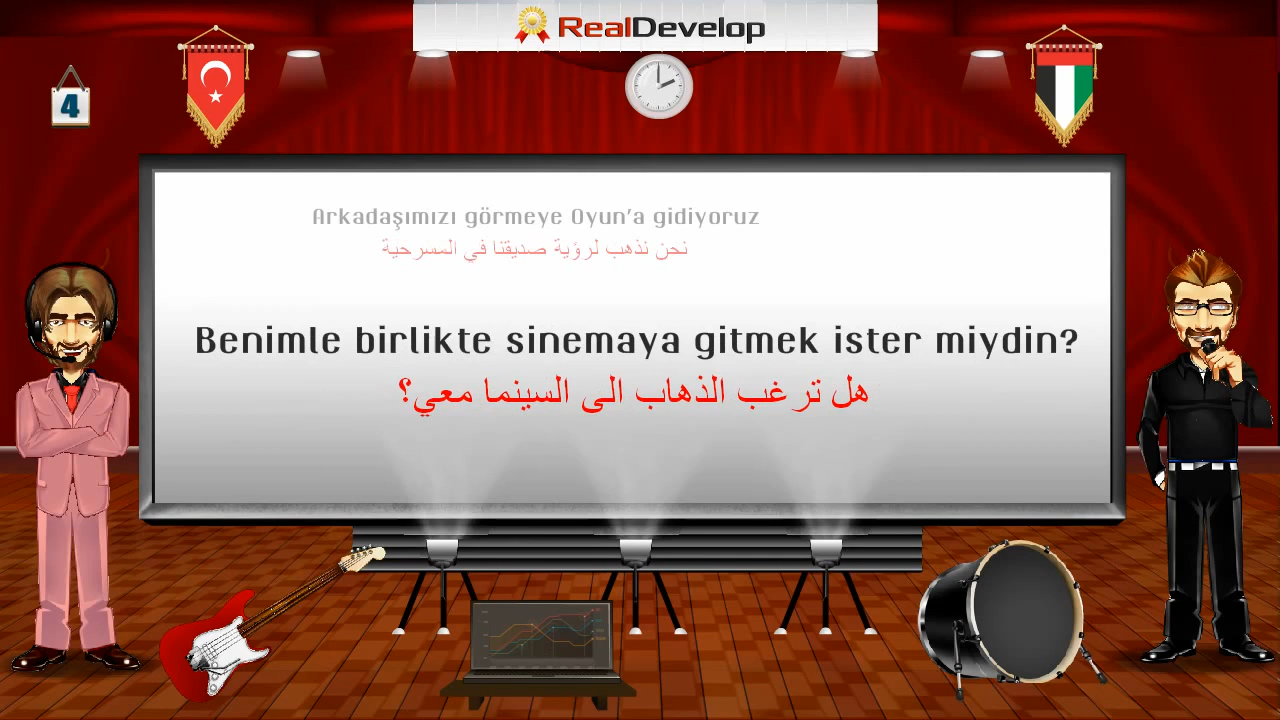 RealDevelop
4
Arkadaşımızı görmeye Oyun'a gidiyoruz
نحن نذهب لرؤية صديقتنا في المسرحية
Benimle birlikte sinemaya gitmek ister miydin?
هل ترغب الذهاب الى السينما معي؟